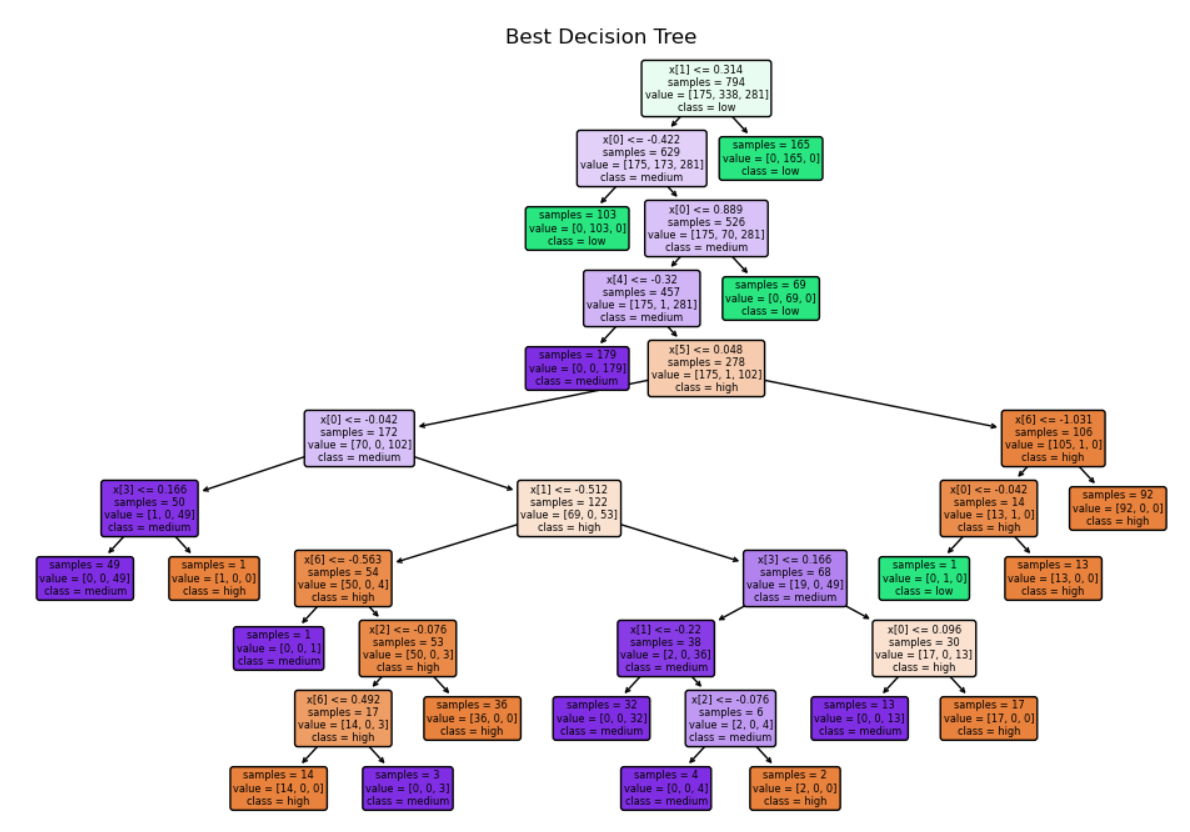 Best Decision Tree
x[1] <= 0.314
samples = 794
value = [175, 338, 281]
class = low
x[0] <= -0.422
samples = 629
value = [175, 173, 281]
class = medium
samples = 165
value = [0, 165, 0]
class = low
samples = 103
value = [0, 103, 0]
class = low
x[0] <= 0.889
samples = 526
value = [175, 70, 281]
class = medium
x[4] <= -0.32
samples = 457
value = [175, 1, 281]
class = medium
samples = 69
value = [0, 69, 0]
class = low
samples = 179
value = [0, 0, 179]
class = medium
x[5] <= 0.048
samples = 278
value = [175, 1, 102]
class = high
x[0] <= -0.042
samples = 172
value = [70, 0, 102]
class = medium
x[6] <= -1.031
samples = 106
value = [105, 1, 0]
class = high
x[3] <= 0.166
samples = 50
value = [1, 0, 49]
class = medium
x[1] <= -0.512
samples = 122
value = [69, 0, 53]
class = high
x[0] <= -0.042
samples = 14
value = [13, 1, 0]
class = high
samples = 92
value = [92, 0, 0]
class = high
samples = 49
value = [0, 0, 49]
class = medium
samples = 1
value = [1, 0, 0]
class = high
x[6] <= -0.563
samples = 54
value = [50, 0, 4]
class = high
x[3] <= 0.166
samples = 68
value = [19, 0, 49]
class = medium
samples = 1
value = [0, 1, 0]
class = low
samples = 13
value = [13, 0, 0]
class = high
samples = 1
value = [0, 0, 1]
class = medium
x[2] <= -0.076
samples = 53
value = [50, 0, 3]
class = high
x[1] <= -0.22
samples = 38
value = [2, 0, 36]
class = medium
x[0] <= 0.096
samples = 30
value = [17, 0, 13]
class = high
x[6] <= 0.492
samples = 17
value = [14, 0, 3]
class = high
samples = 36
value = [36, 0, 0]
class = high
samples = 32
value = [0, 0, 32]
class = medium
x[2] <= -0.076
samples = 6
value = [2, 0, 4]
class = medium
samples = 13
value = [0, 0, 13]
class = medium
samples = 17
value = [17, 0, 0]
class = high
samples = 14
value = [14, 0, 0]
class = high
samples = 3
value = [0, 0, 3]
class = medium
samples = 4
value = [0, 0, 4]
class = medium
samples = 2
value = [2, 0, 0]
class = high